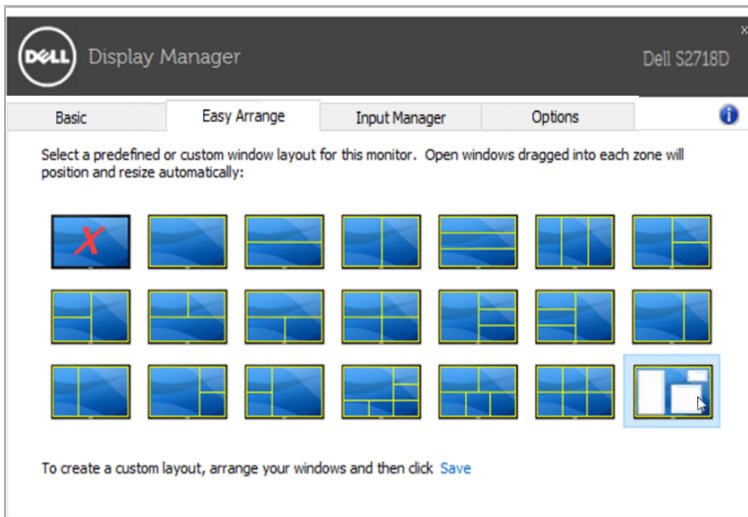 DELL Display Manager
Dell S2718D
Basic Easy Arrange Input Manager Options
Select a predefined or custom window layout for this monitor. Open windows dragged into each zone will
position and resize automatically:
X
To create a custom layout, arrange your windows and then click Save